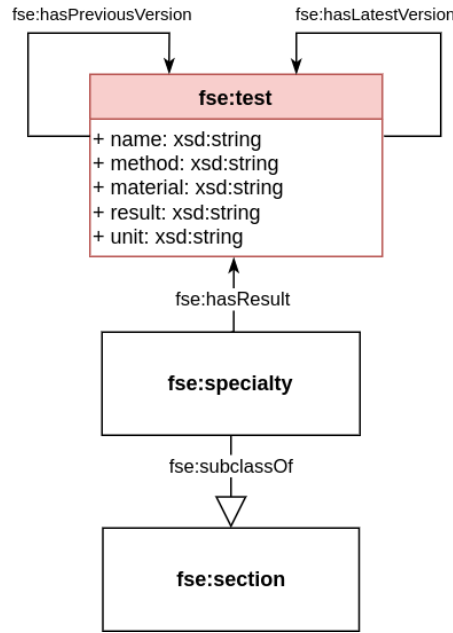 fse:hasPreviousVersion
fse:hasLatestVersion
fse:test
+ name: xsd:string
+ method: xsd:string
+ material: xsd:string
+ result: xsd:string
+ unit: xsd:string
fse:hasResult
fse:specialty
fse:subclassOf
fse:section